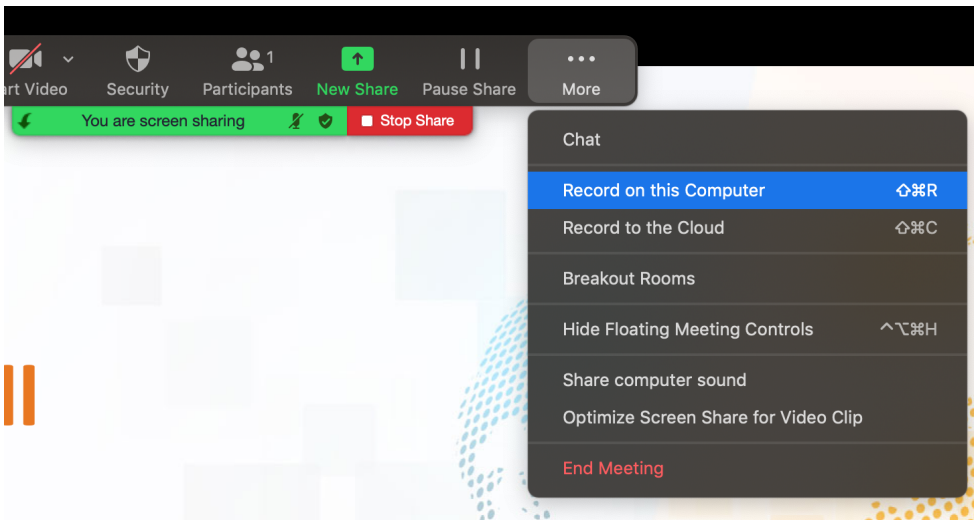 1
rt Video
Security
Participants
New Share
Pause Share
More
You are screen sharing
Stop Share
Chat
Record on this Computer ⇧⌘R
Record to the Cloud ⇧⌘C
Breakout Rooms
Hide Floating Meeting Controls ^⌥⌘H
Share computer sound
Optimize Screen Share for Video Clip
End Meeting